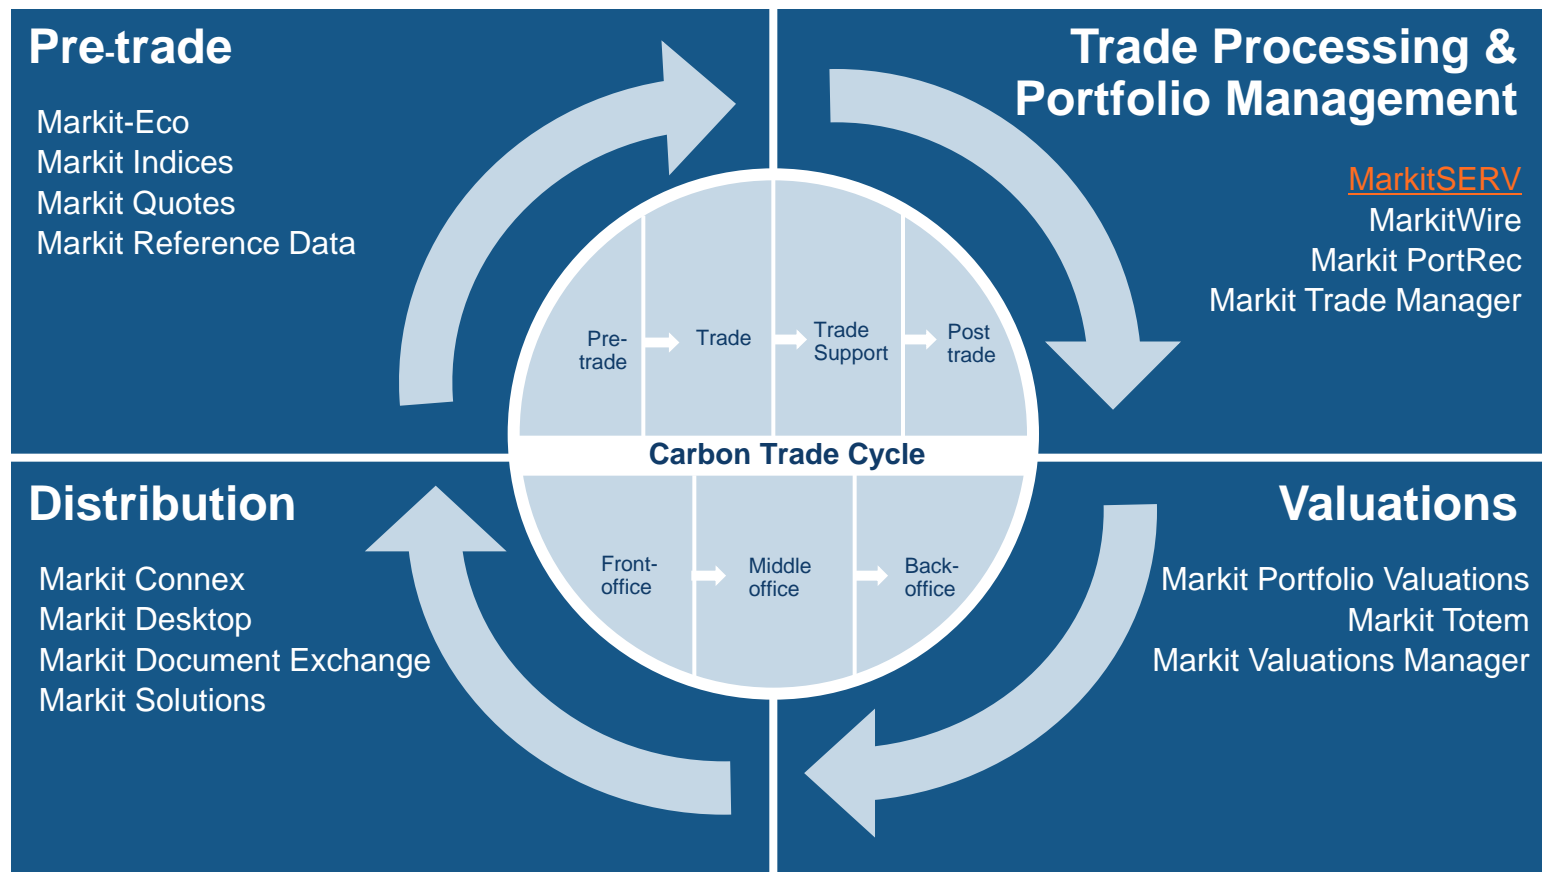 Pre-trade
Markit-Eco
Markit Indices
Markit Quotes
Markit Reference Data
Trade Processing &
Portfolio Management
MarkitSERV
MarkitWire
Markit PortRec
Markit Trade Manager
Pre-
trade
Trade
Trade
Support
Post
trade
Carbon Trade Cycle
Front-
office
Middle
office
Back-
office
Distribution
Markit Connex
Markit Desktop
Markit Document Exchange
Markit Solutions
Valuations
Markit Portfolio Valuations
Markit Totem
Markit Valuations Manager